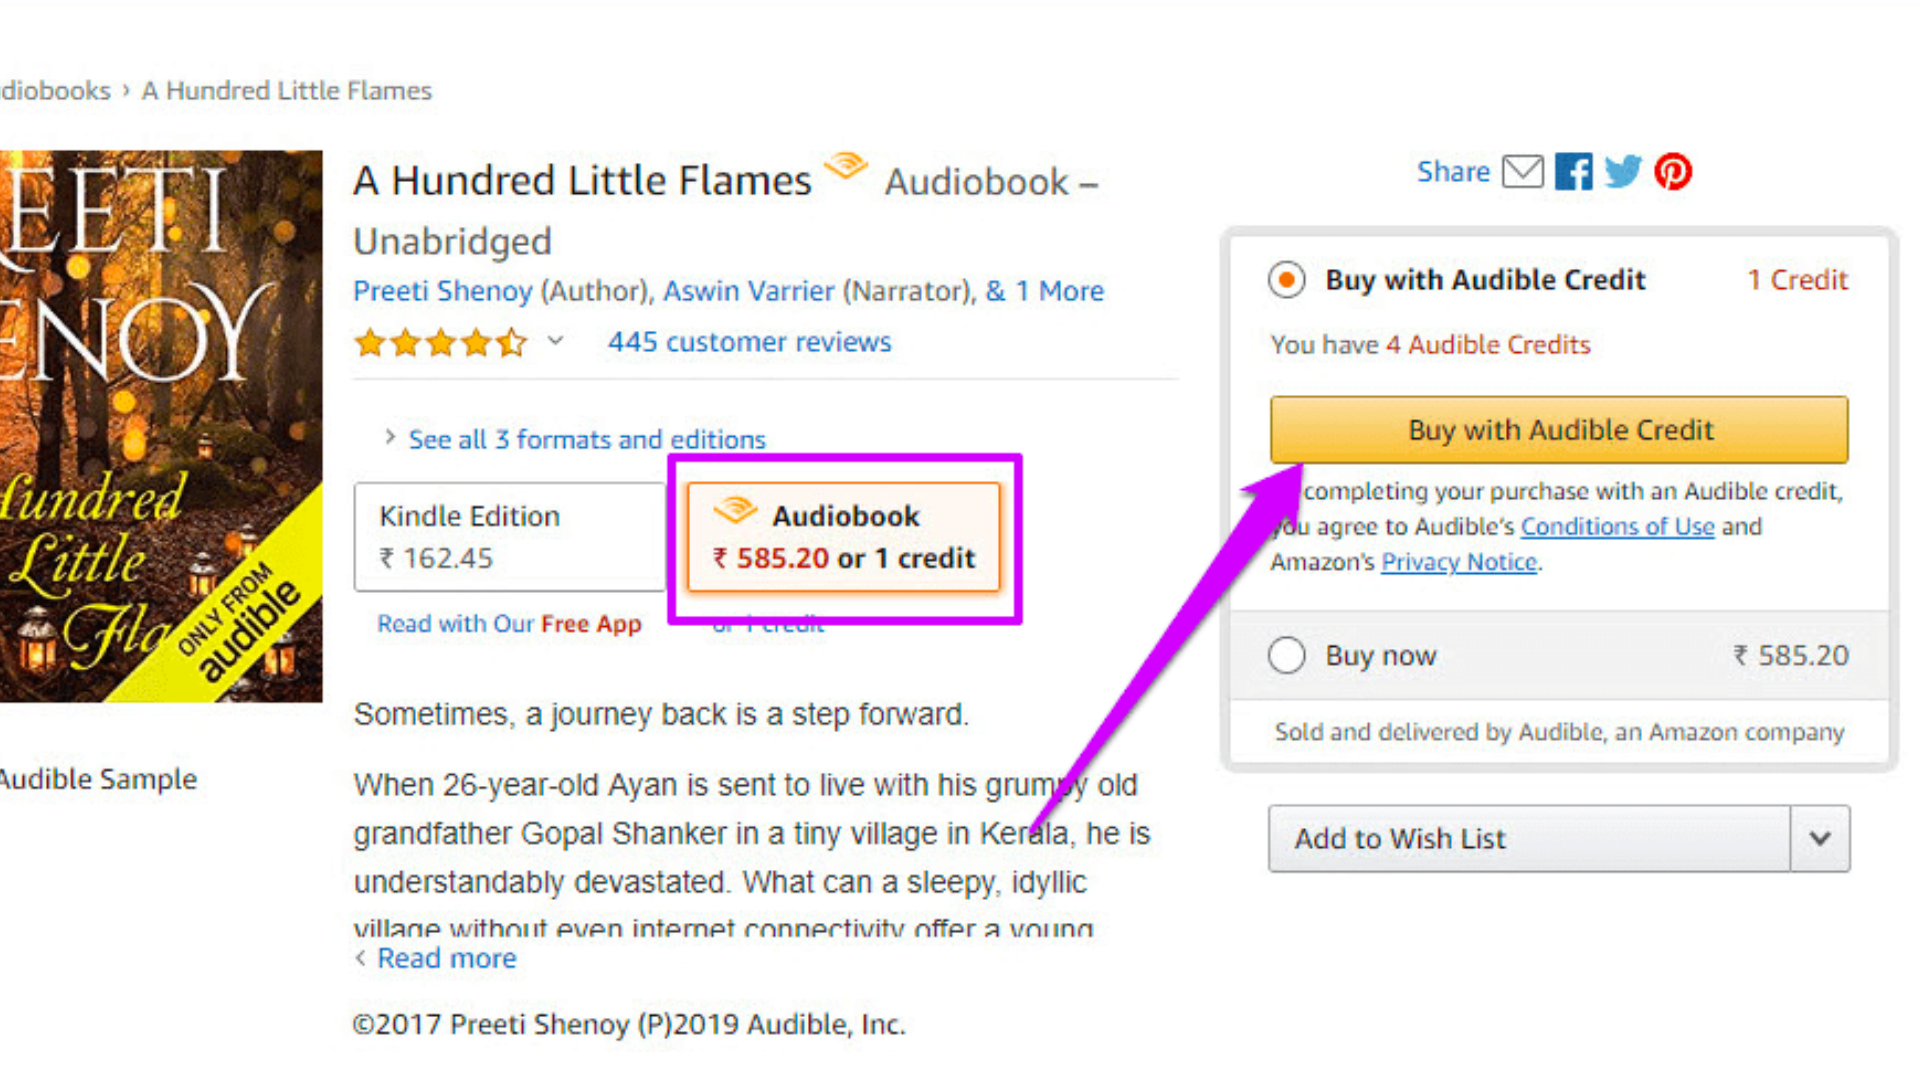 diobooks › A Hundred Little Flames
EETI
ENOY
Hundred
Little
Fla
ONLY FROM
audible
Audible Sample
A Hundred Little Flames Audiobook –
Unabridged
Preeti Shenoy (Author), Aswin Varrier (Narrator), & 1 More
445 customer reviews
See all 3 formats and editions
Kindle Edition
₹ 162.45
Read with Our Free App
Audiobook
₹ 585.20 or 1 credit
or 1 credit
Sometimes, a journey back is a step forward.
When 26-year-old Ayan is sent to live with his grumpy old
grandfather Gopal Shanker in a tiny village in Kerala, he is
understandably devastated. What can a sleepy, idyllic
village without even internet connectivity offer a young
‹ Read more
©2017 Preeti Shenoy (P)2019 Audible, Inc.
Share
Buy with Audible Credit 1 Credit
You have 4 Audible Credits
Buy with Audible Credit
completing your purchase with an Audible credit,
you agree to Audible's Conditions of Use and
Amazon's Privacy Notice.
Buy now ₹ 585.20
Sold and delivered by Audible, an Amazon company
Add to Wish List